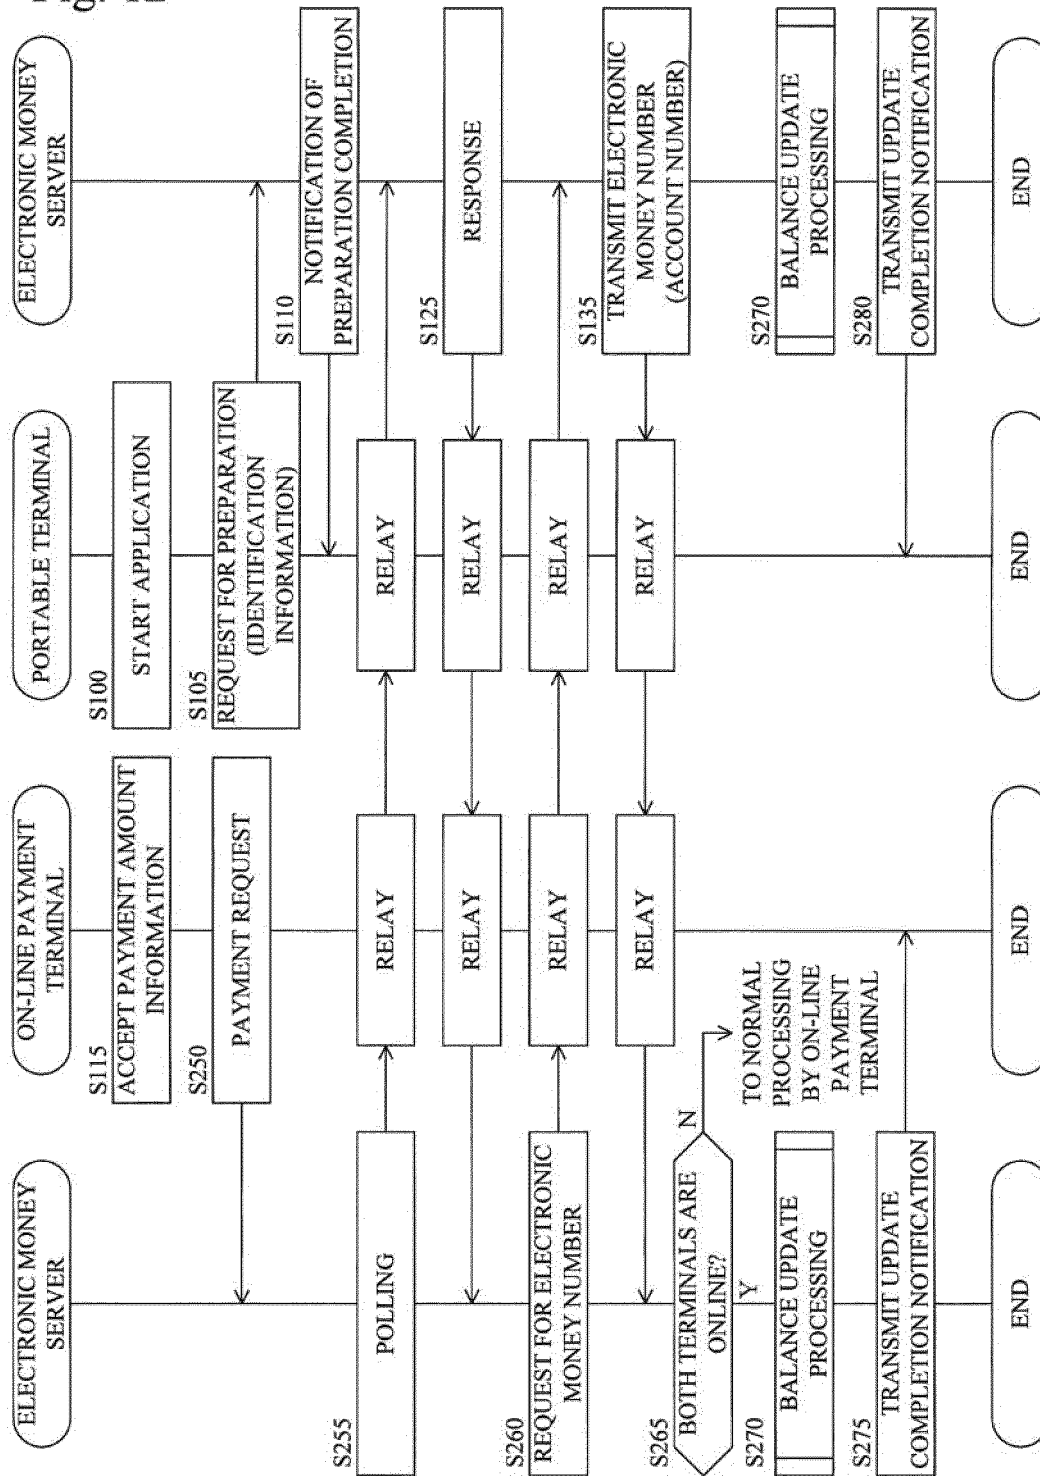 ELECTRONIC MONEY
SERVER
ON-LINE PAYMENT
TERMINAL
PORTABLE TERMINAL
ELECTRONIC MONEY
SERVER
S115
ACCEPT PAYMENT AMOUNT
INFORMATION
S100
START APPLICATION
S250
PAYMENT REQUEST
S105
REQUEST FOR PREPARATION
(IDENTIFICATION
INFORMATION)
S110
NOTIFICATION OF
PREPARATION COMPLETION
S255
POLLING
RELAY
RELAY
RELAY
RELAY
S125
RESPONSE
S260
REQUEST FOR ELECTRONIC
MONEY NUMBER
RELAY
RELAY
RELAY
RELAY
S135
TRANSMIT ELECTRONIC
MONEY NUMBER
(ACCOUNT NUMBER)
S265
BOTH TERMINALS ARE
ONLINE?
N
Y
TO NORMAL
PROCESSING
BY ON-LINE
PAYMENT
TERMINAL
S270
BALANCE UPDATE
PROCESSING
S270
BALANCE UPDATE
PROCESSING
S275
TRANSMIT UPDATE
COMPLETION NOTIFICATION
S280
TRANSMIT UPDATE
COMPLETION NOTIFICATION
END
END
END
END